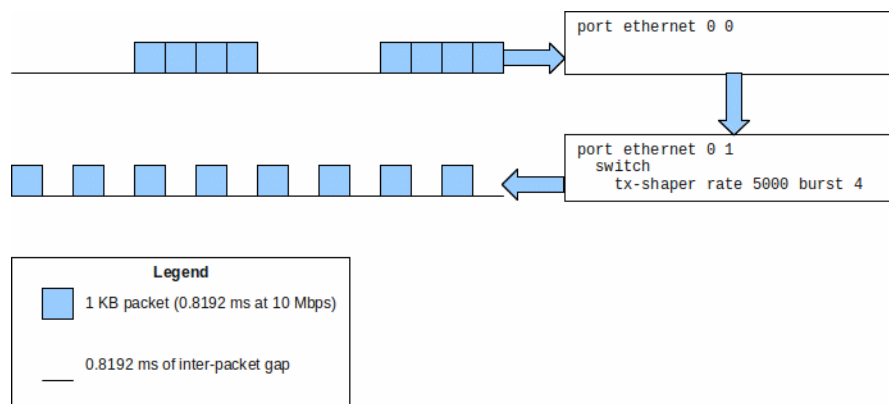 port ethernet 0 0
port ethernet 0 1
switch
tx-shaper rate 5000 burst 4
Legend
1 KB packet (0.8192 ms at 10 Mbps)
0.8192 ms of inter-packet gap